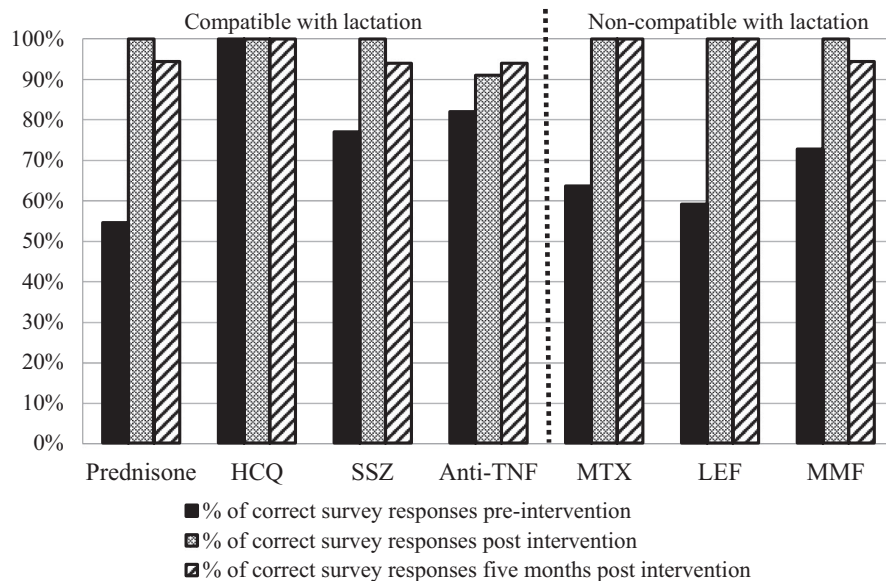 Compatible with lactation
Non-compatible with lactation
100%
90%
80%
70%
60%
50%
40%
30%
20%
10%
0%
Prednisone HCQ SSZ Anti-TNF MTX LEF MMF
% of correct survey responses pre-intervention
% of correct survey responses post intervention
% of correct survey responses five months post intervention